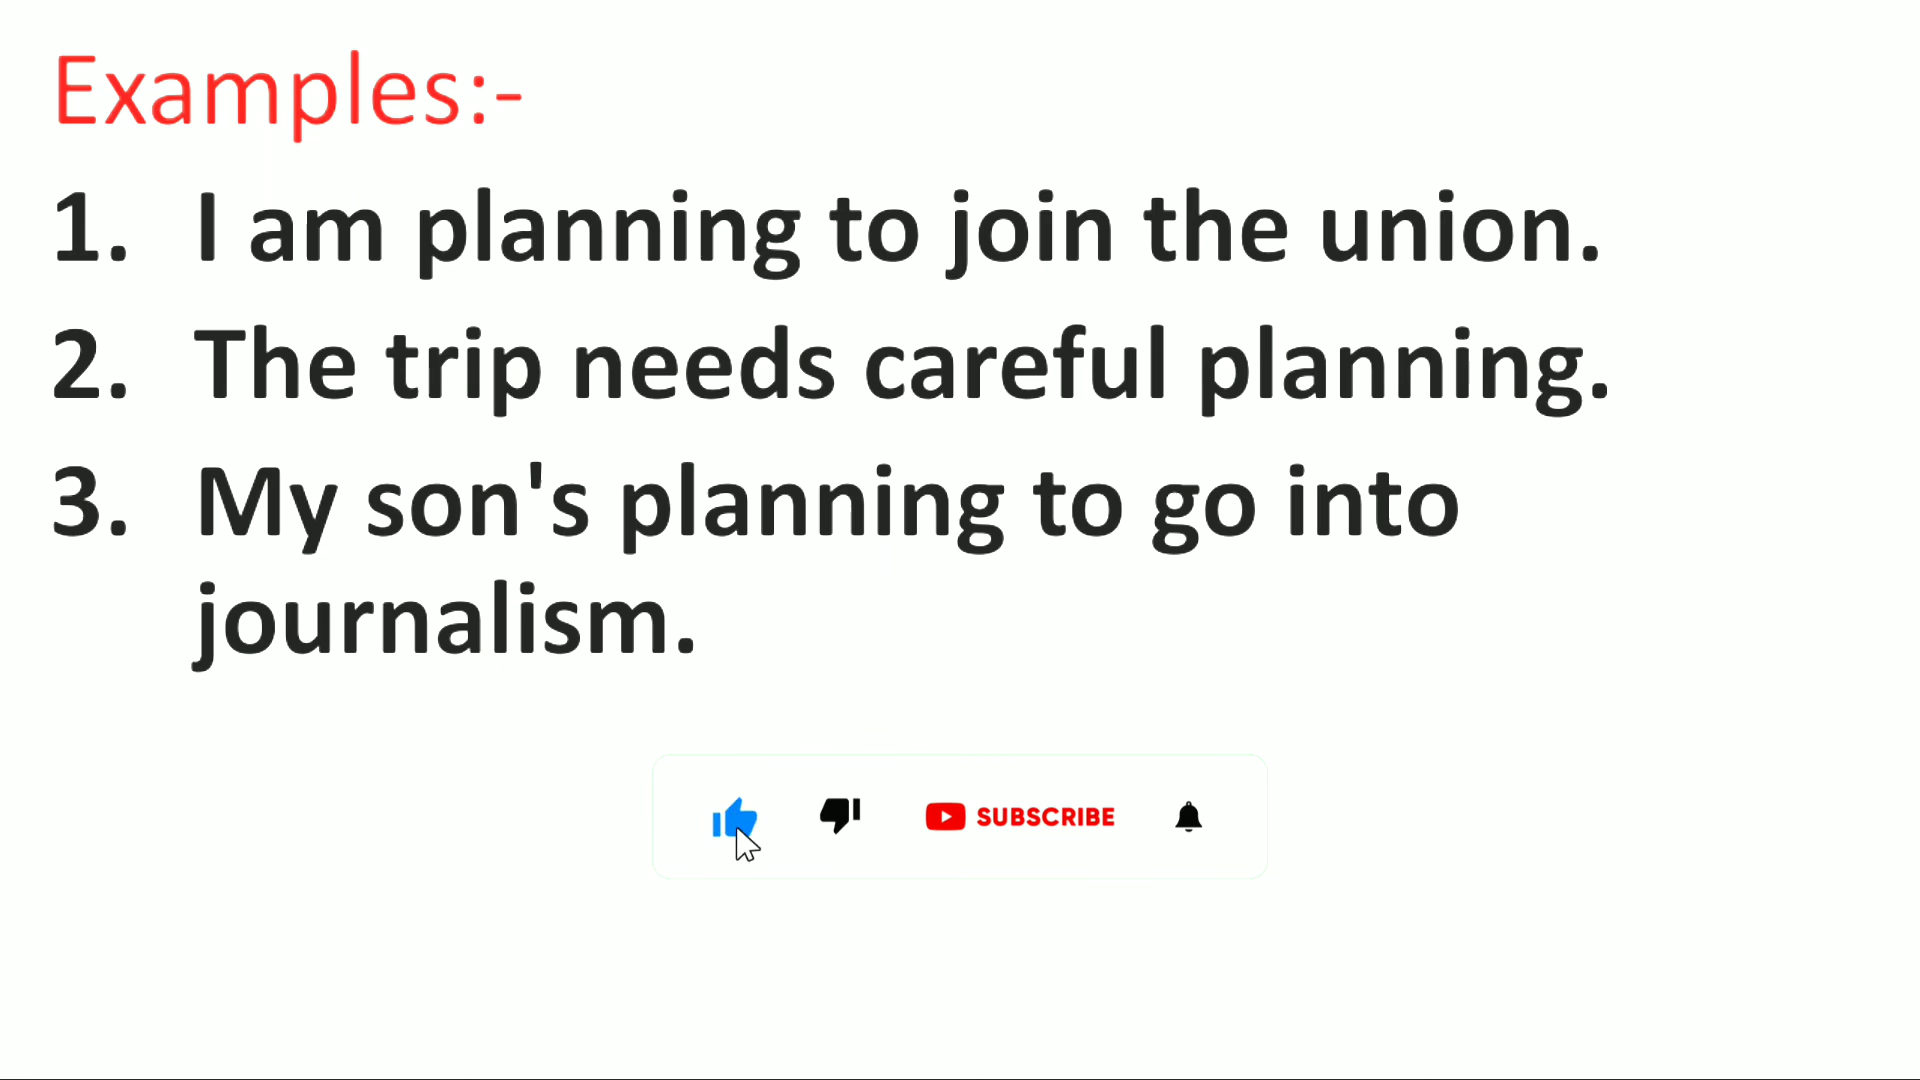 Examples:-
1. I am planning to join the union.
2. The trip needs careful planning.
3. My son's planning to go into
journalism.
SUBSCRIBE